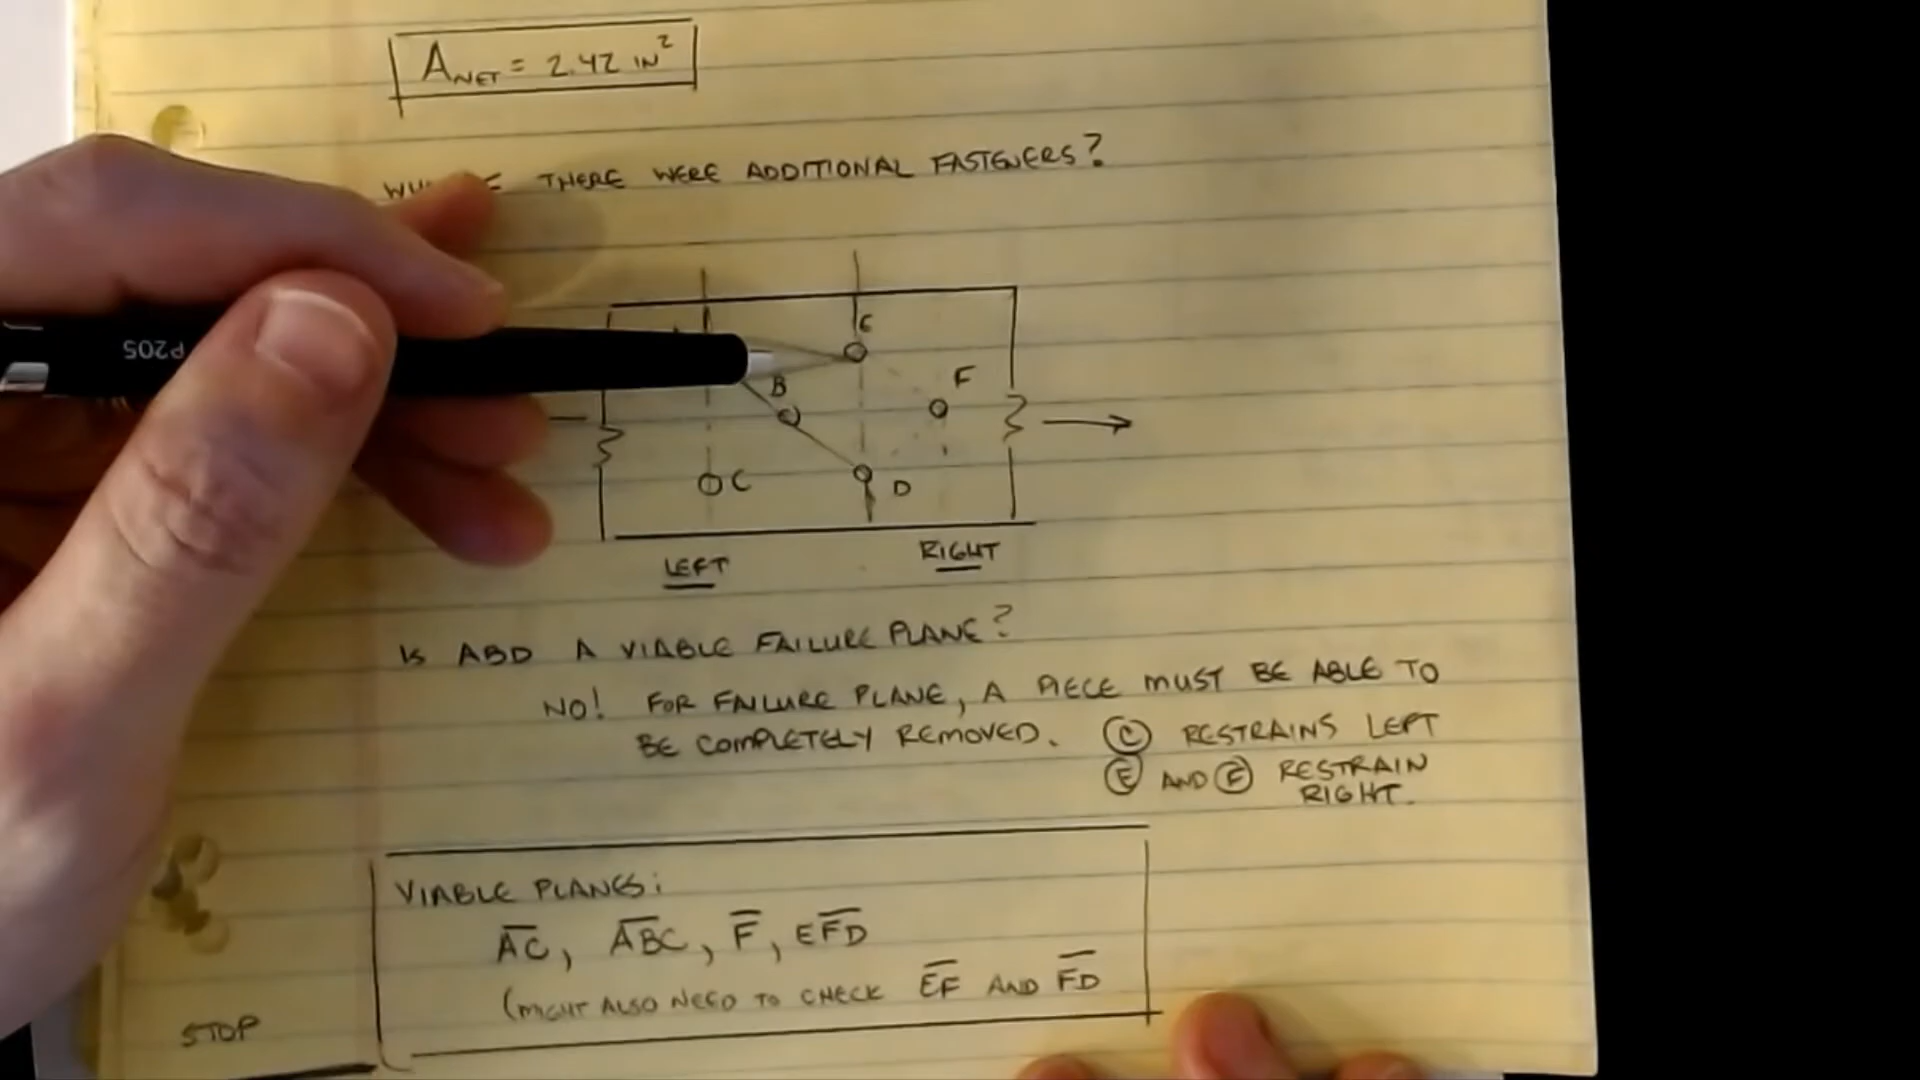 A NET = 2.42 IN²
THERE WERE ADDITIONAL FASTENERS?
P205
E
B
F
C
D
LEFT
RIGHT
IS ABD A VIABLE FAILURE PLANE?
NO! FOR FAILURE PLANE, A PIECE MUST BE ABLE TO
BE COMPLETELY REMOVED. C RESTRAINS LEFT
E AND F RESTRAIN
RIGHT.
VIABLE PLANES:
AC, ABC, F, EFD
(MIGHT ALSO NEED TO CHECK EF AND FD
STOP